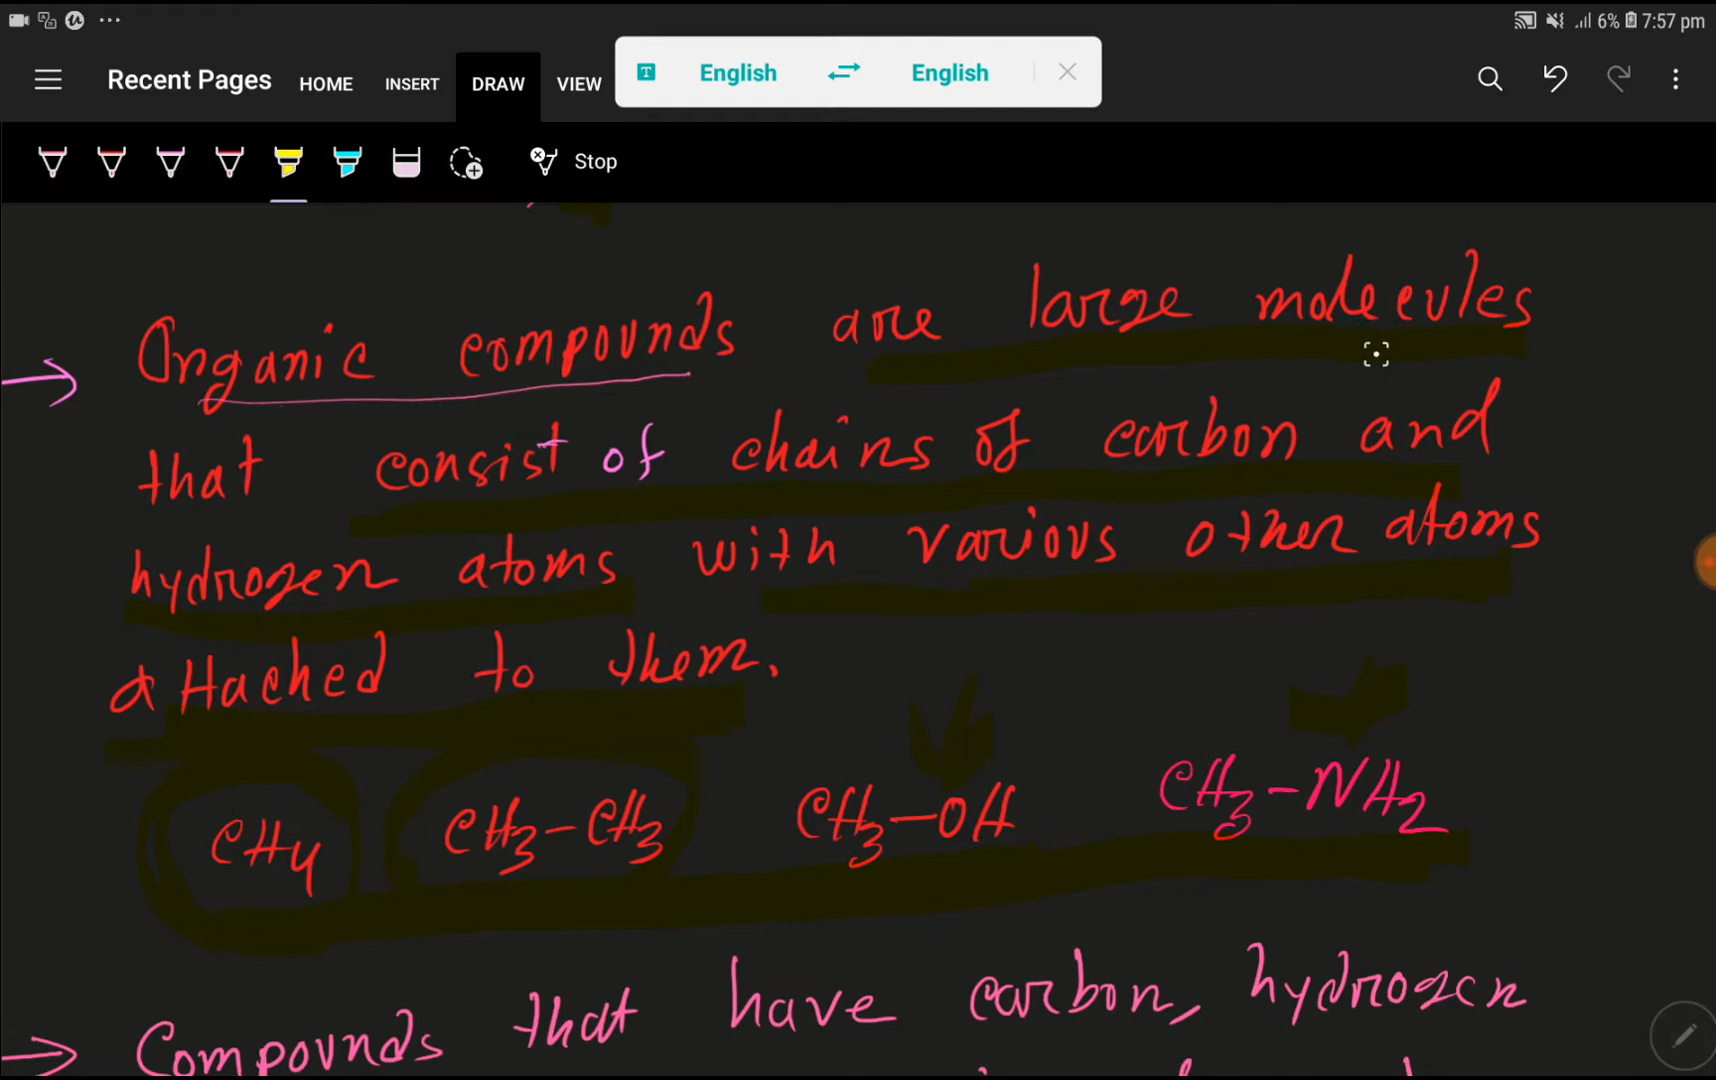 6% 7:57 pm
Recent Pages HOME INSERT DRAW VIEW English English
Stop
Organic compounds are large molecules
that consist of chains of carbon and
hydrogen atoms with various other atoms
attached to them.
CH4 CH3-CH3 CH3-OH CH3-NH2
→ Compounds that have carbon, hydrogen